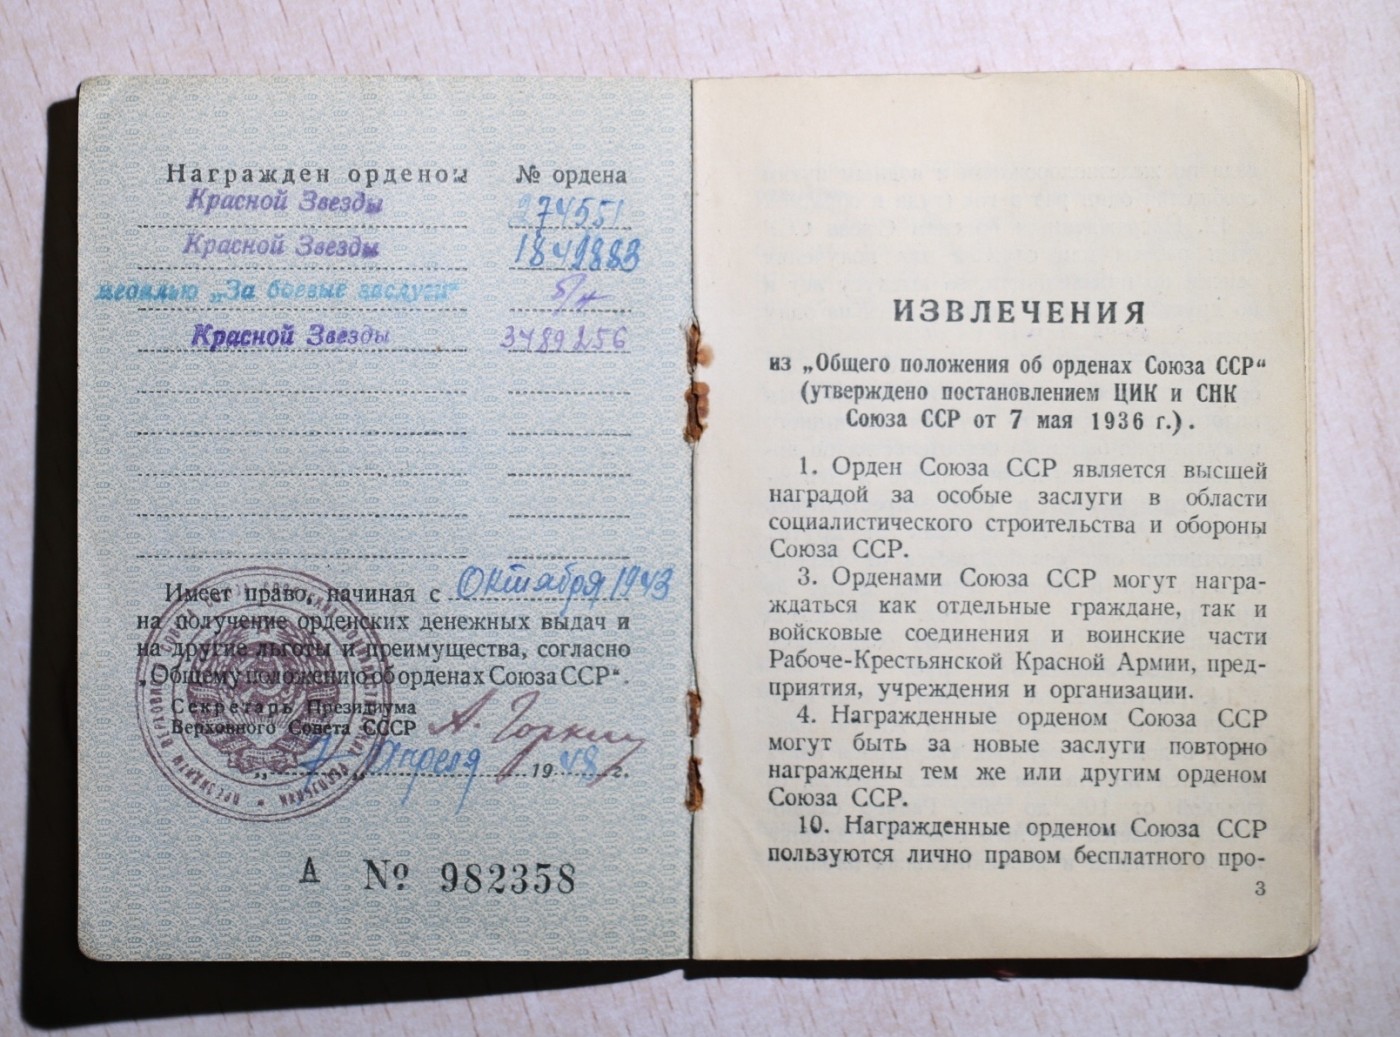 Награжден орденом № ордена
Красной Звезды 274551
Красной Звезды 1849883
медалью „За боевые заслуги“ б/н
Красной Звезды 3489256
Имеет право, начиная с Октября 1943
на получение орденских денежных выдач и
на другие льготы и преимущества, согласно
„Общему положению об орденах Союза ССР“.
Секретарь Президиума
Верховного Совета СССР А. Горкин
„7“ апреля 1948 г.
А № 982358
ИЗВЛЕЧЕНИЯ
из „Общего положения об орденах Союза ССР“
(утверждено постановлением ЦИК и СНК
Союза ССР от 7 мая 1936 г.).
1. Орден Союза ССР является высшей
наградой за особые заслуги в области
социалистического строительства и обороны
Союза ССР.
3. Орденами Союза ССР могут награ-
ждаться как отдельные граждане, так и
войсковые соединения и воинские части
Рабоче-Крестьянской Красной Армии, пред-
приятия, учреждения и организации.
4. Награжденные орденом Союза ССР
могут быть за новые заслуги повторно
награждены тем же или другим орденом
Союза ССР.
10. Награжденные орденом Союза ССР
пользуются лично правом бесплатного про-
3